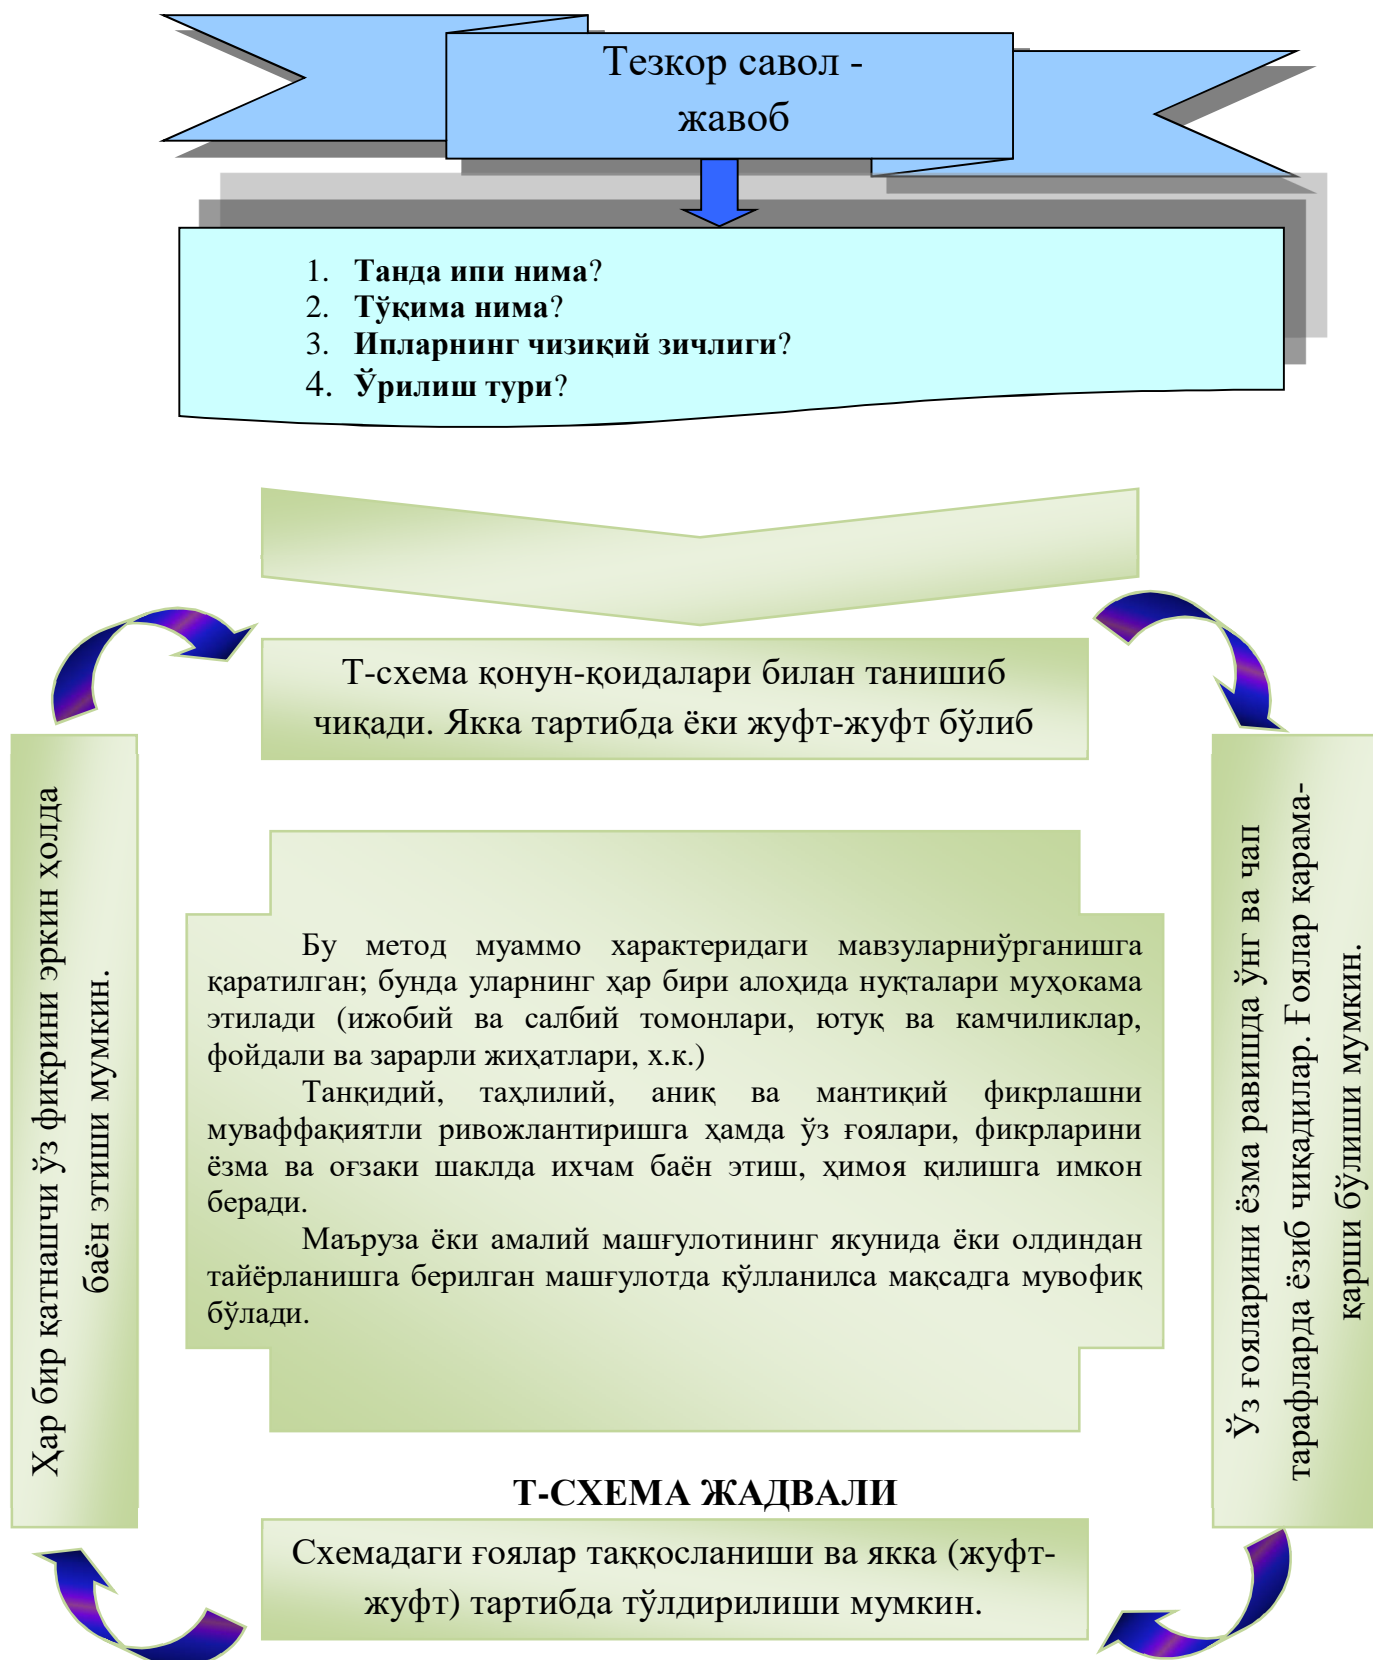 Тезкор савол -
жавоб
1. Танда ипи нима?
2. Тўқима нима?
3. Ипларнинг чизиқий зичлиги?
4. Ўрилиш тури?
Т-схема қонун-қоидалари билан танишиб
чиқади. Якка тартибда ёки жуфт-жуфт бўлиб
Ҳар бир қатнашчи ўз фикрини эркин ҳолда
баён этиши мумкин.
Бу метод муаммо характеридаги мавзуларниўрганишга
қаратилган; бунда уларнинг ҳар бири алоҳида нуқталари муҳокама
этилади (ижобий ва салбий томонлари, ютуқ ва камчиликлар,
фойдали ва зарарли жиҳатлари, х.к.)
Танқидий, таҳлилий, аниқ ва мантиқий фикрлашни
муваффақиятли ривожлантиришга ҳамда ўз ғоялари, фикрларини
ёзма ва оғзаки шаклда ихчам баён этиш, ҳимоя қилишга имкон
беради.
Маъруза ёки амалий машғулотининг якунида ёки олдиндан
тайёрланишга берилган машғулотда қўлланилса мақсадга мувофиқ
бўлади.
Ўз ғояларини ёзма равишда ўнг ва чап
тарафларда ёзиб чиқадилар. Ғоялар қарама-
қарши бўлиши мумкин.
Т-СХЕМА ЖАДВАЛИ
Схемадаги ғоялар таққосланиши ва якка (жуфт-
жуфт) тартибда тўлдирилиши мумкин.